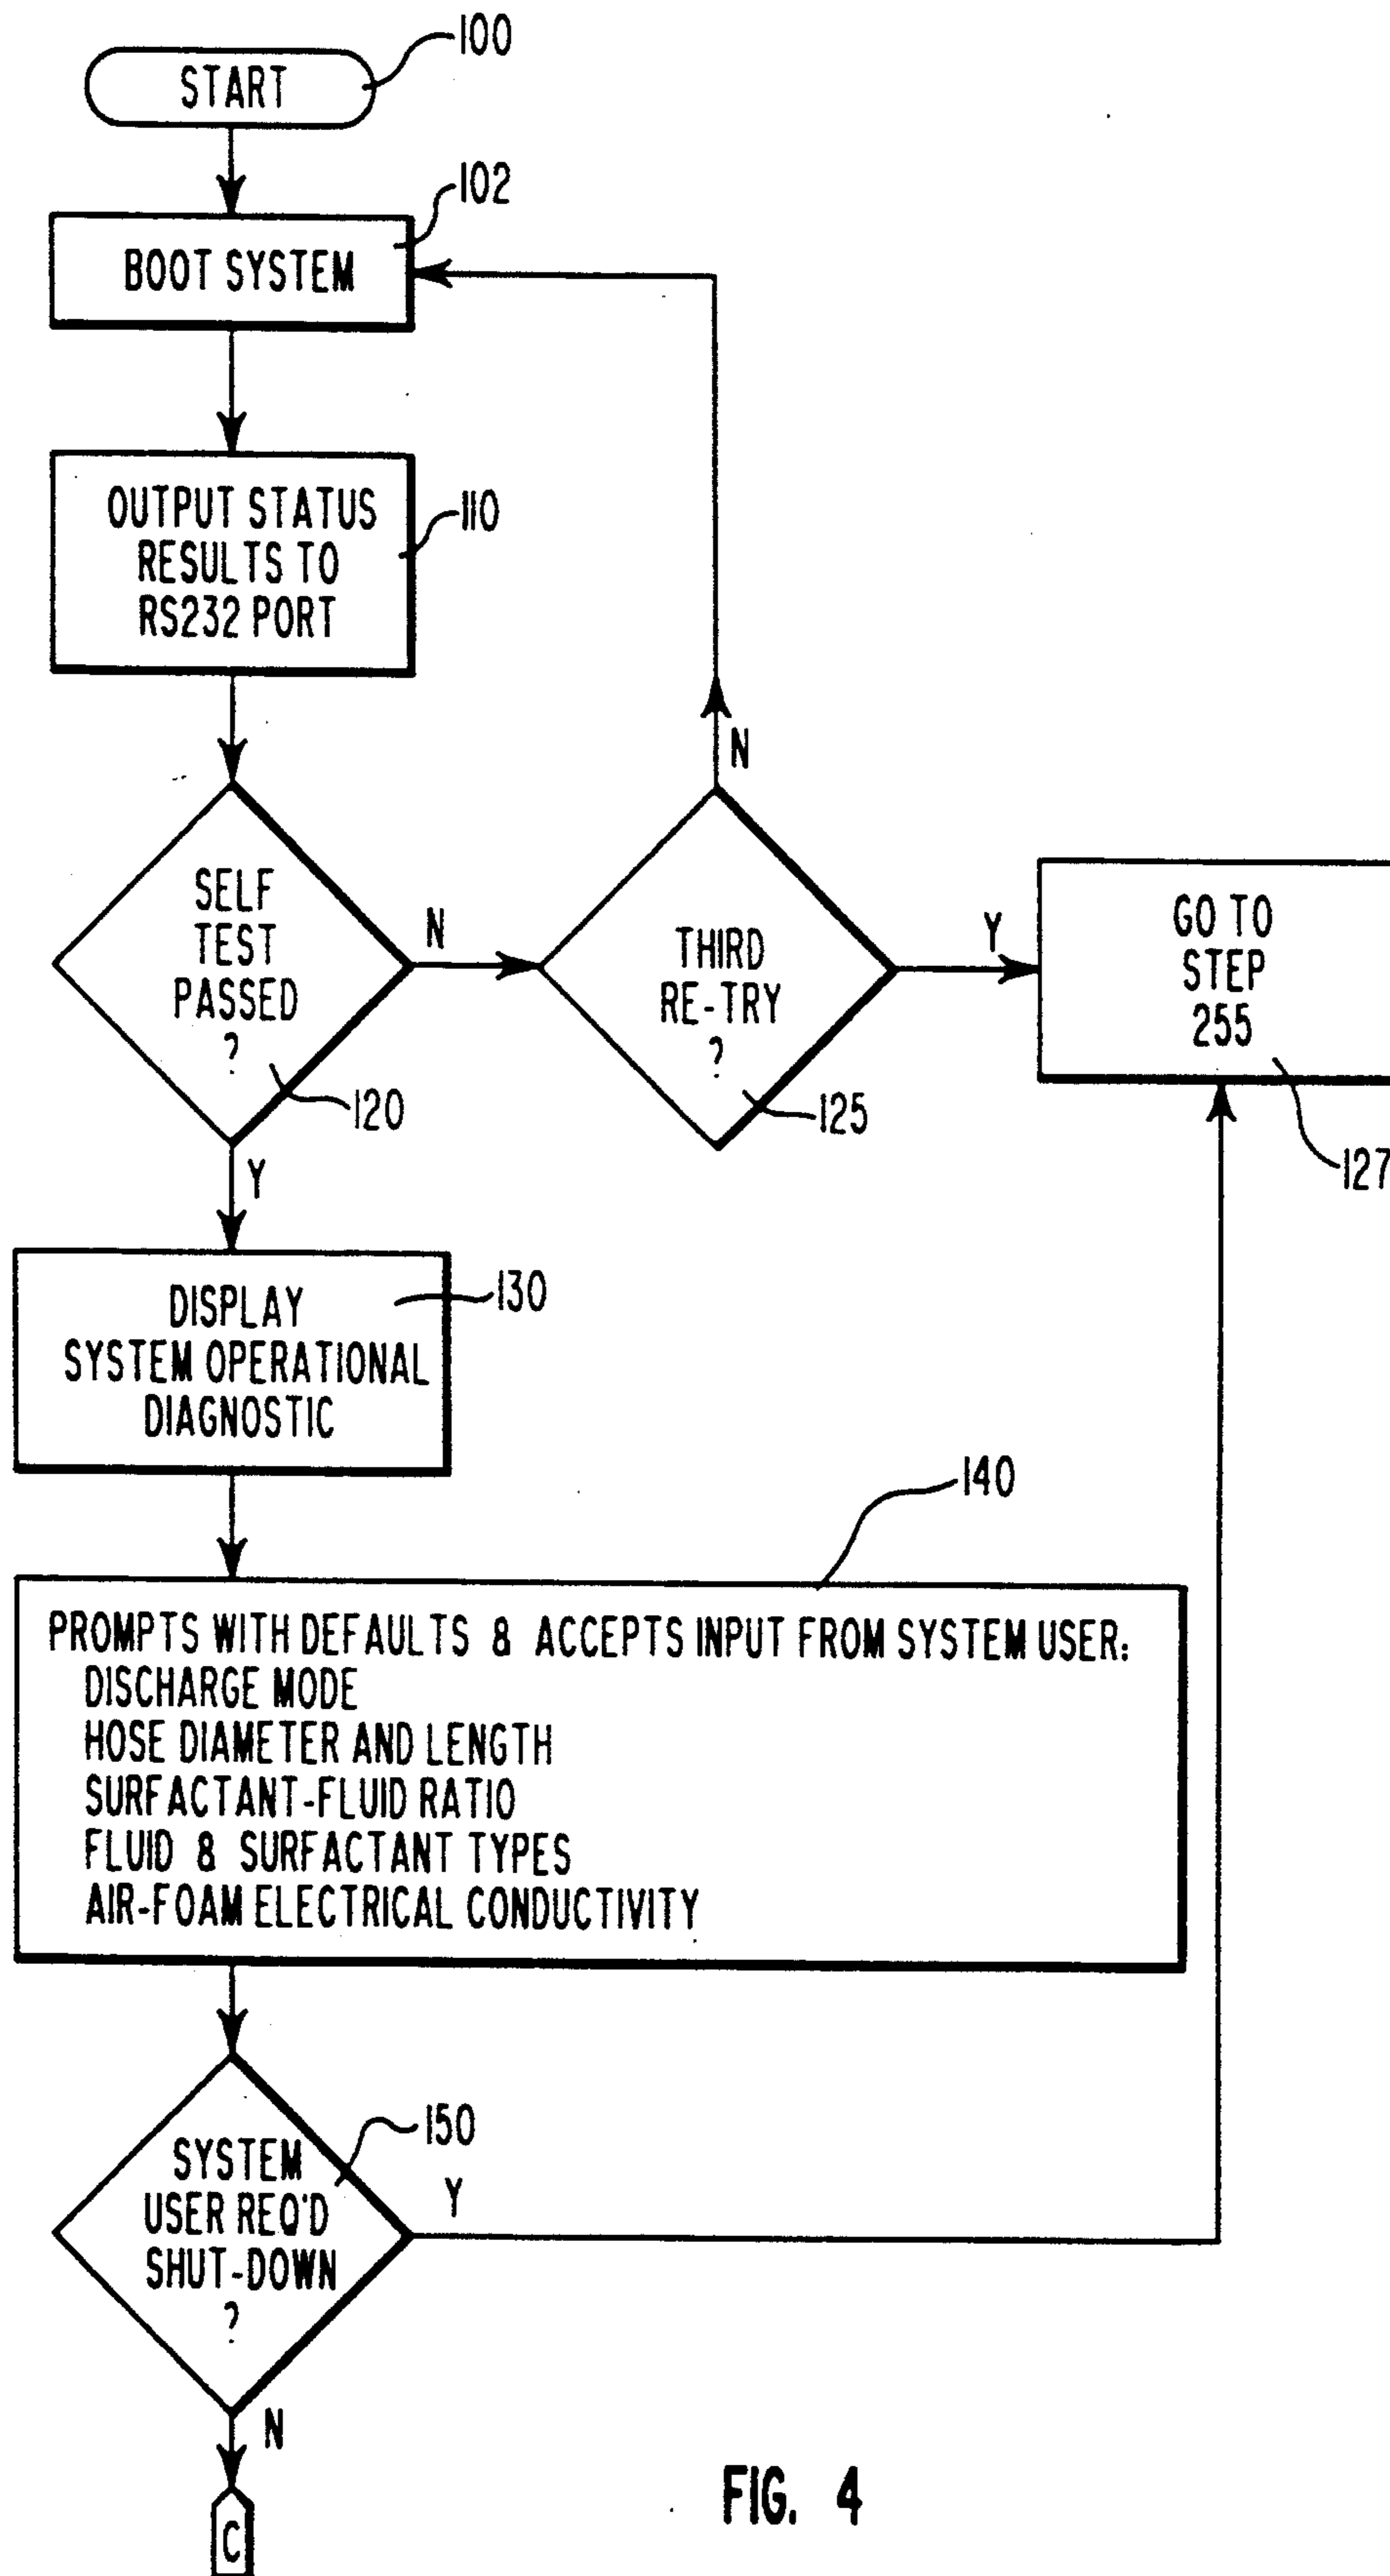 100
START
102
BOOT SYSTEM
OUTPUT STATUS
RESULTS TO
RS232 PORT
110
N
SELF
TEST
PASSED
?
120
N
THIRD
RE-TRY
?
125
Y
GO TO
STEP
255
127
Y
DISPLAY
SYSTEM OPERATIONAL
DIAGNOSTIC
130
140
PROMPTS WITH DEFAULTS & ACCEPTS INPUT FROM SYSTEM USER:
DISCHARGE MODE
HOSE DIAMETER AND LENGTH
SURFACTANT-FLUID RATIO
FLUID & SURFACTANT TYPES
AIR-FOAM ELECTRICAL CONDUCTIVITY
150
SYSTEM
USER REQ'D
SHUT-DOWN
?
Y
N
C
FIG. 4